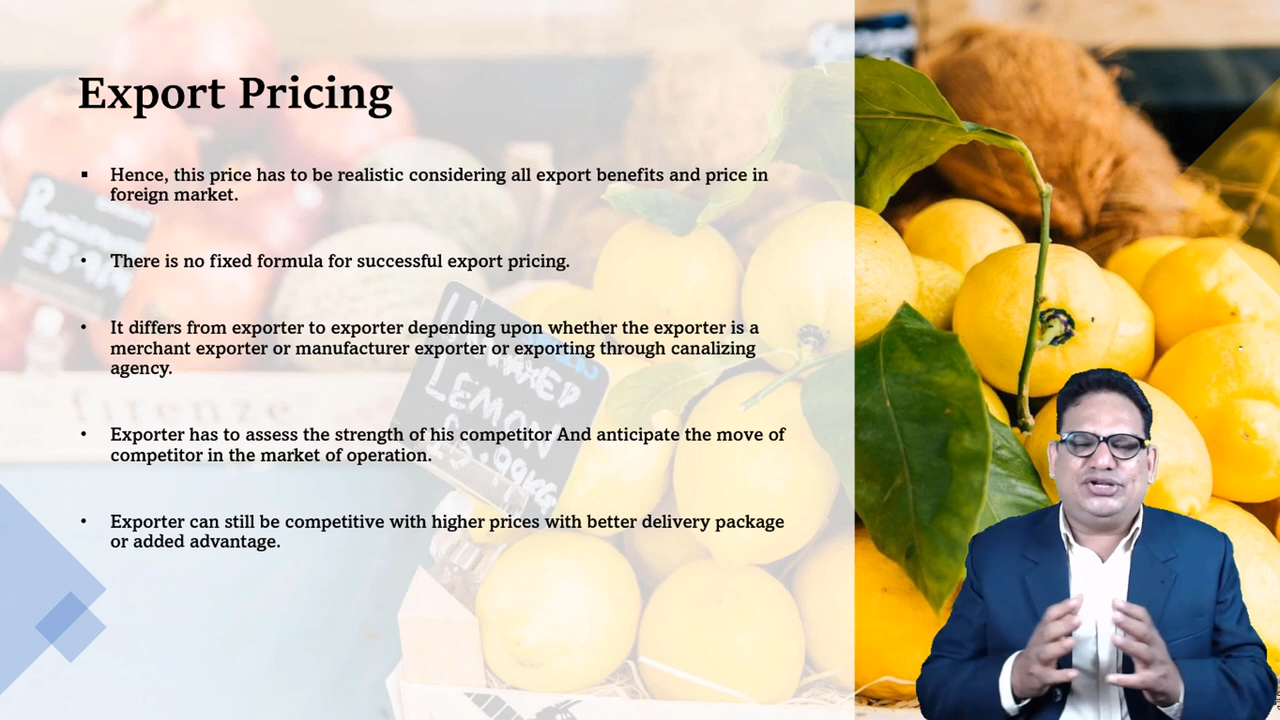 Export Pricing
Hence, this price has to be realistic considering all export benefits and price in
foreign market.
There is no fixed formula for successful export pricing.
It differs from exporter to exporter depending upon whether the exporter is a
merchant exporter or manufacturer exporter or exporting through canalizing
agency.
firenze
LEMON
Exporter has to assess the strength of his competitor And anticipate the move of
competitor in the market of operation.
Exporter can still be competitive with higher prices with better delivery package
or added advantage.